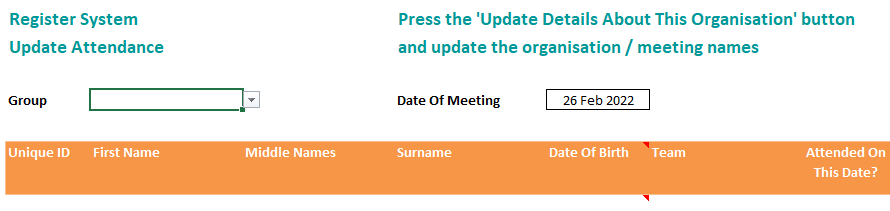 Register System
Press the 'Update Details About This Organisation' button
Update Attendance
and update the organisation / meeting names
Group
Date Of Meeting
26 Feb 2022
Unique ID
First Name
Middle Names
Surname
Date Of Birth
Team
Attended On
This Date?